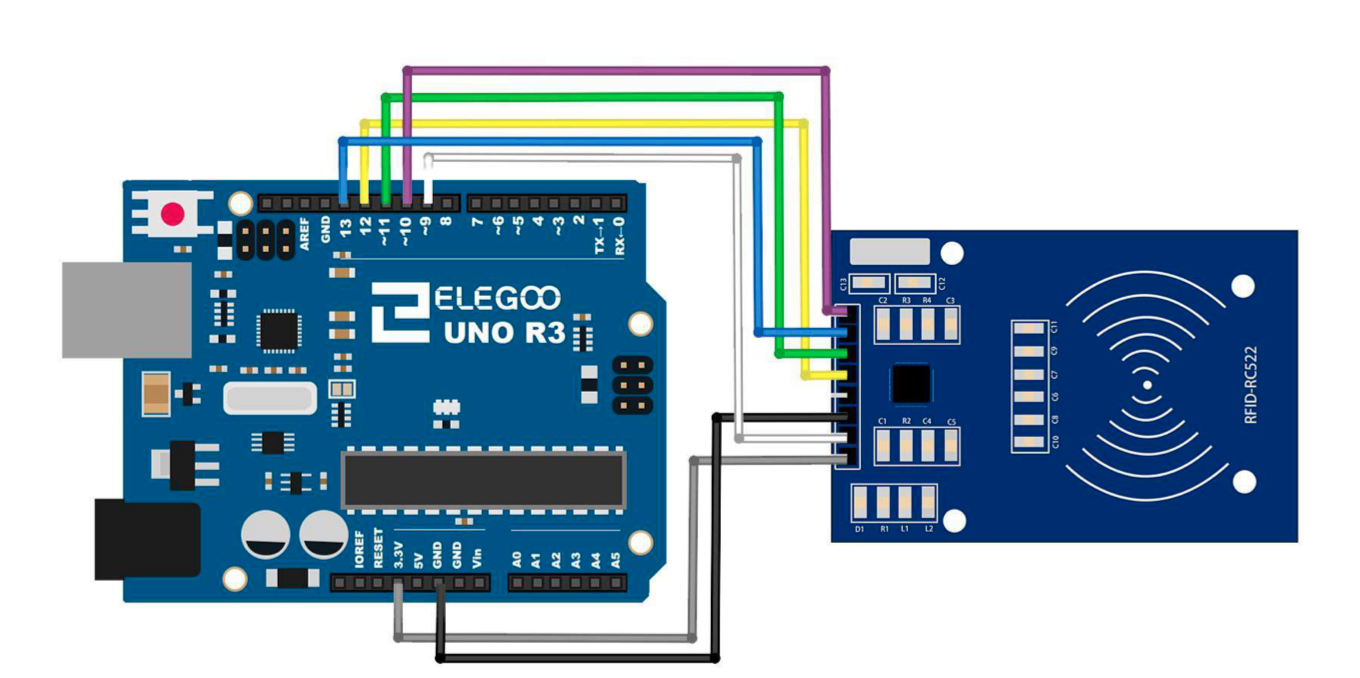 AREF
GND
13
12
~11
~10
~9
8
7
~6
~5
4
~3
2
TX→1
RX←0
ELEGOO
UNO R3
IOREF
RESET
3.3V
5V
GND
GND
Vin
A0
A1
A2
A3
A4
A5
C13
C12
C2
R3
R4
C3
C1
R2
C4
C5
D1
R1
L1
L2
C11
C9
C7
C6
C8
C10
RFID-RC522